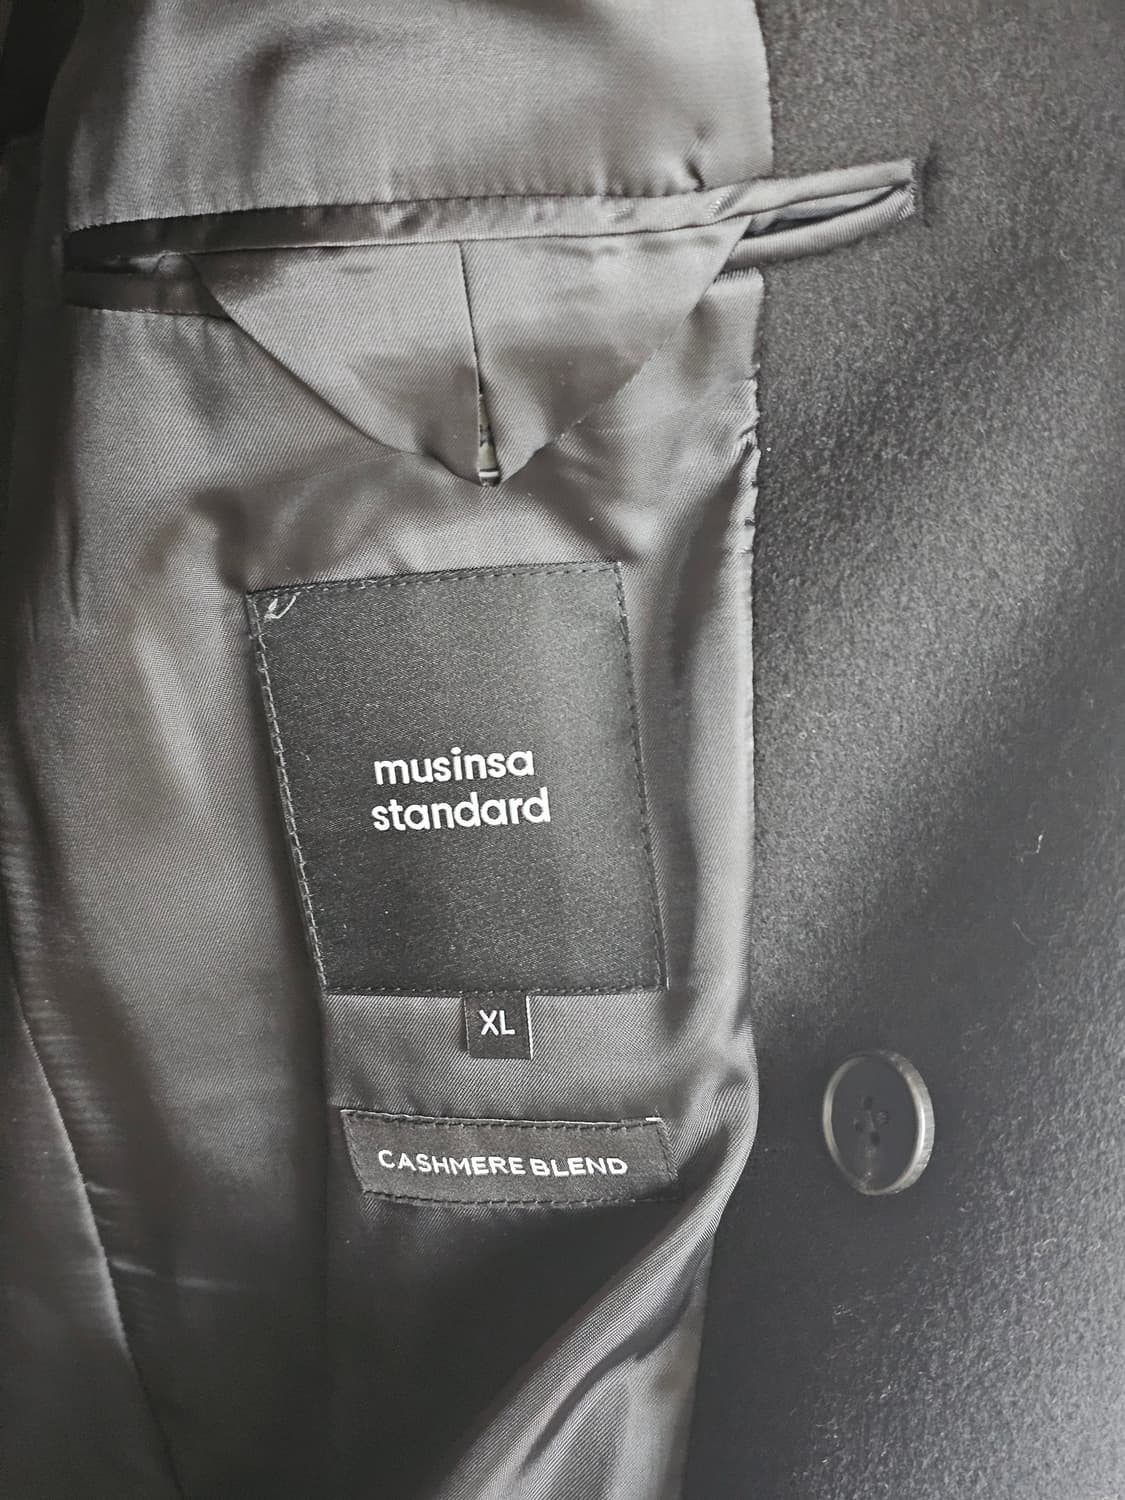 musinsa
standard
XL
CASHMERE BLEND